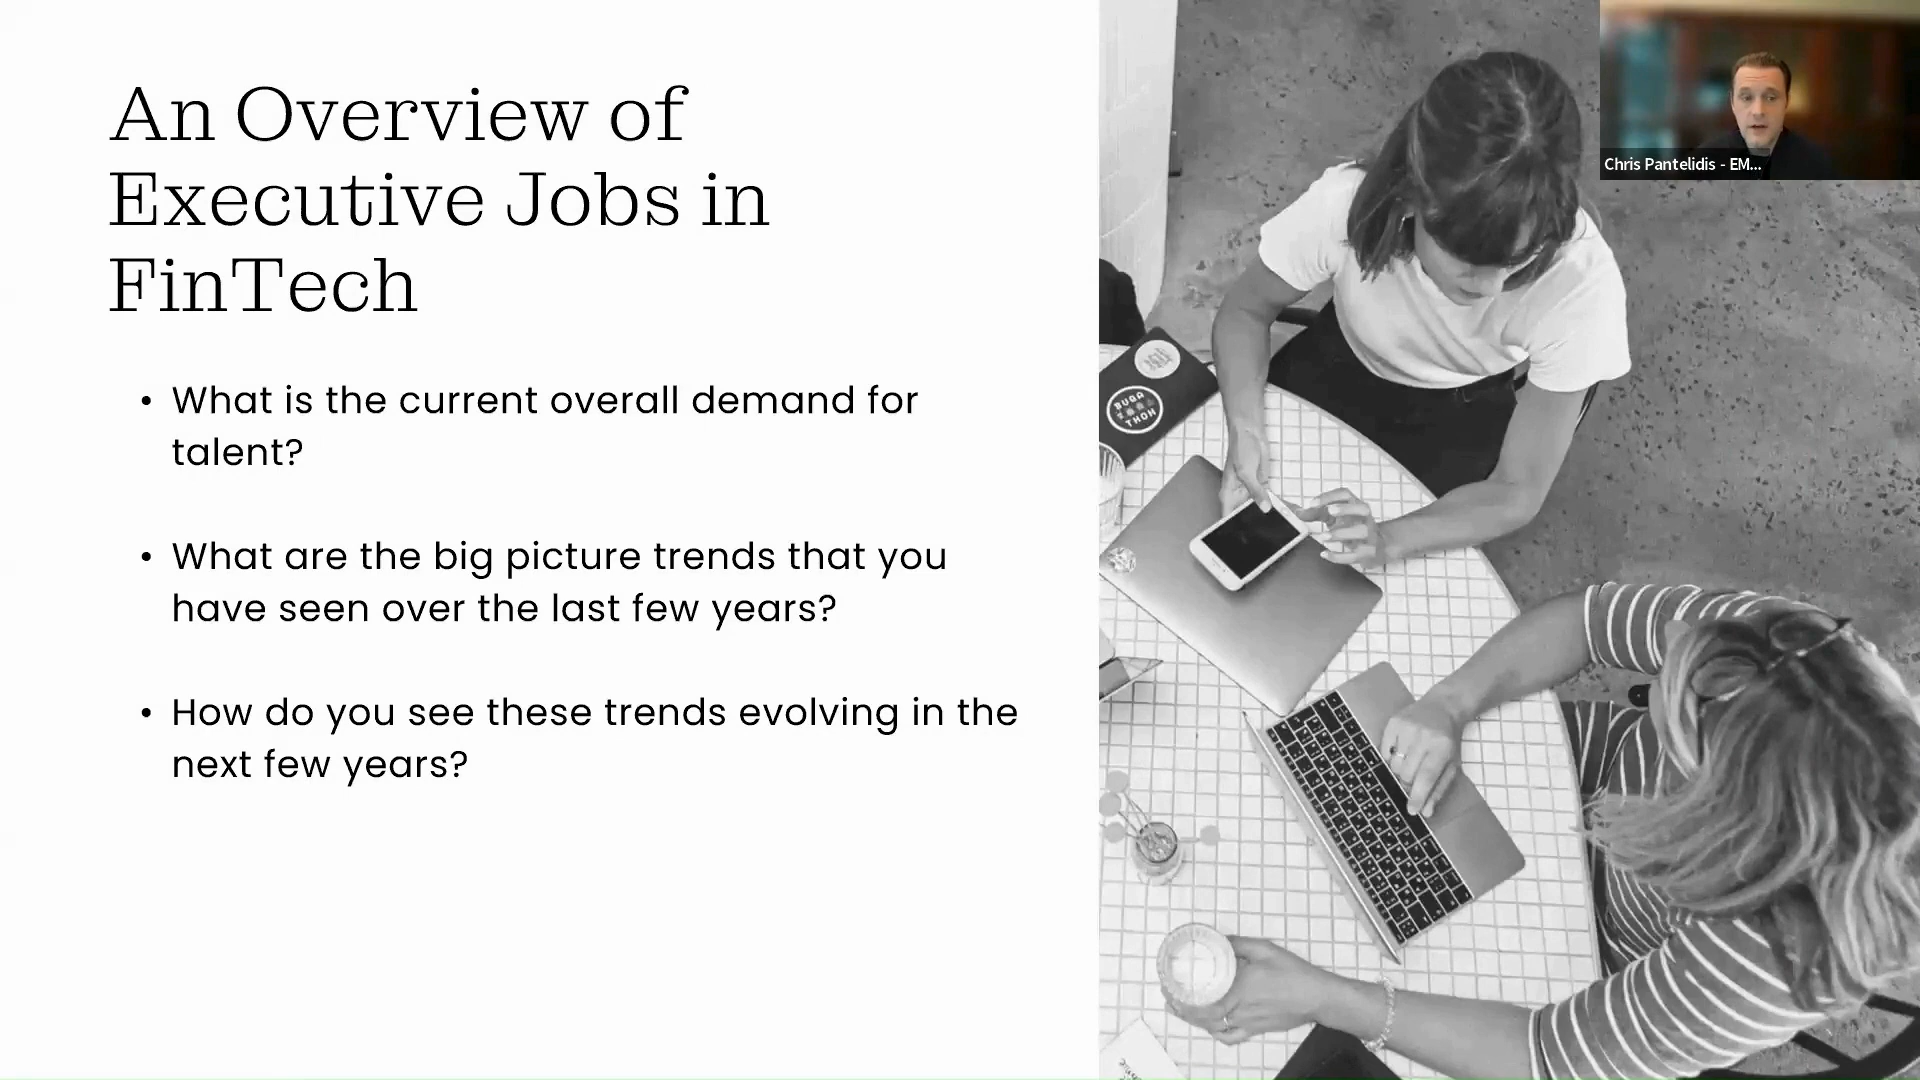 An Overview of
Executive Jobs in
FinTech
• What is the current overall demand for
talent?
• What are the big picture trends that you
have seen over the last few years?
• How do you see these trends evolving in the
next few years?
Chris Pantelidis - EM...
BUGA
THON